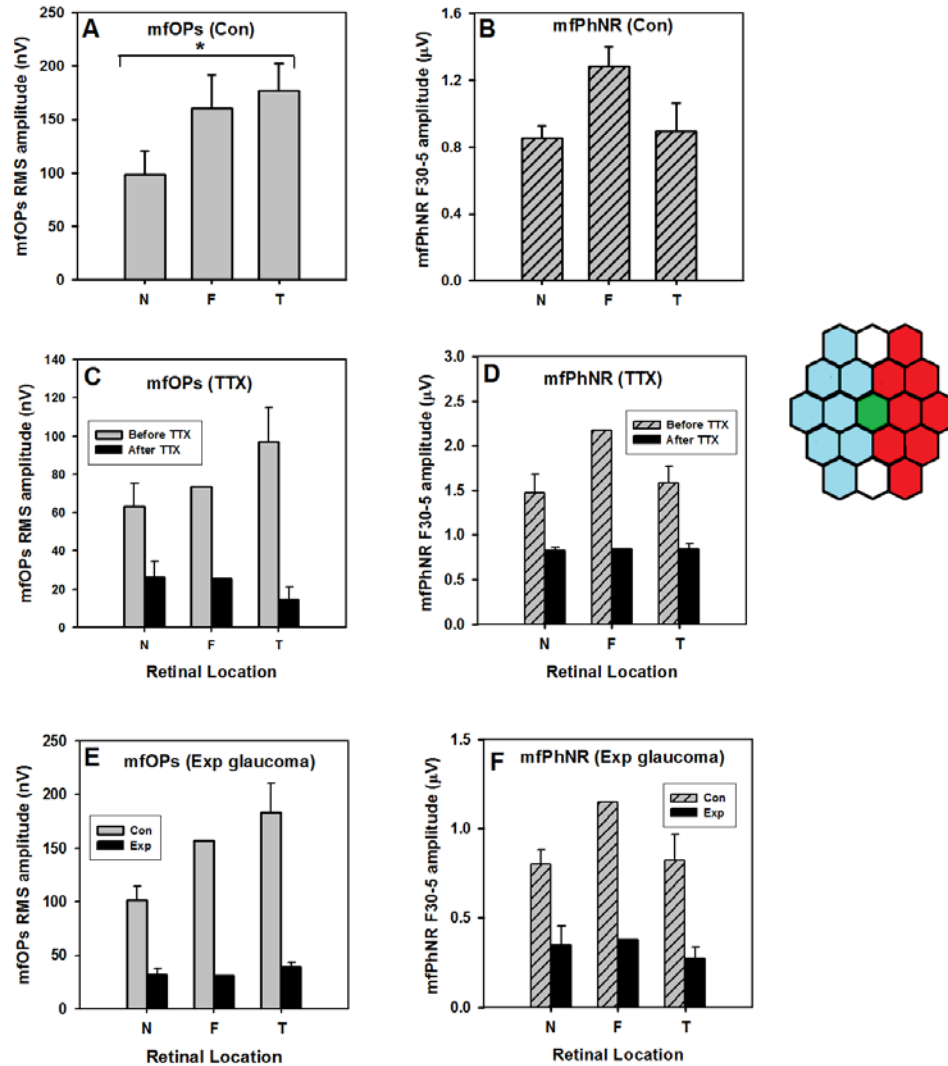 A
mfOPs (Con)
*
mfOPs RMS amplitude (nV)
250
200
150
100
50
0
N F T
B
mfPhNR (Con)
mfPhNR F30-5 amplitude (µV)
1.6
1.2
0.8
0.4
0.0
N F T
C
mfOPs (TTX)
Before TTX
After TTX
mfOPs RMS amplitude (nV)
140
120
100
80
60
40
20
0
N F T
Retinal Location
D
mfPhNR (TTX)
Before TTX
After TTX
mfPhNR F30-5 amplitude (µV)
3.0
2.5
2.0
1.5
1.0
0.5
0.0
N F T
Retinal Location
E
mfOPs (Exp glaucoma)
Con
Exp
mfOPs RMS amplitude (nV)
250
200
150
100
50
0
N F T
Retinal Location
F
mfPhNR (Exp glaucoma)
Con
Exp
mfPhNR F30-5 amplitude (µV)
1.5
1.0
0.5
0.0
N F T
Retinal Location